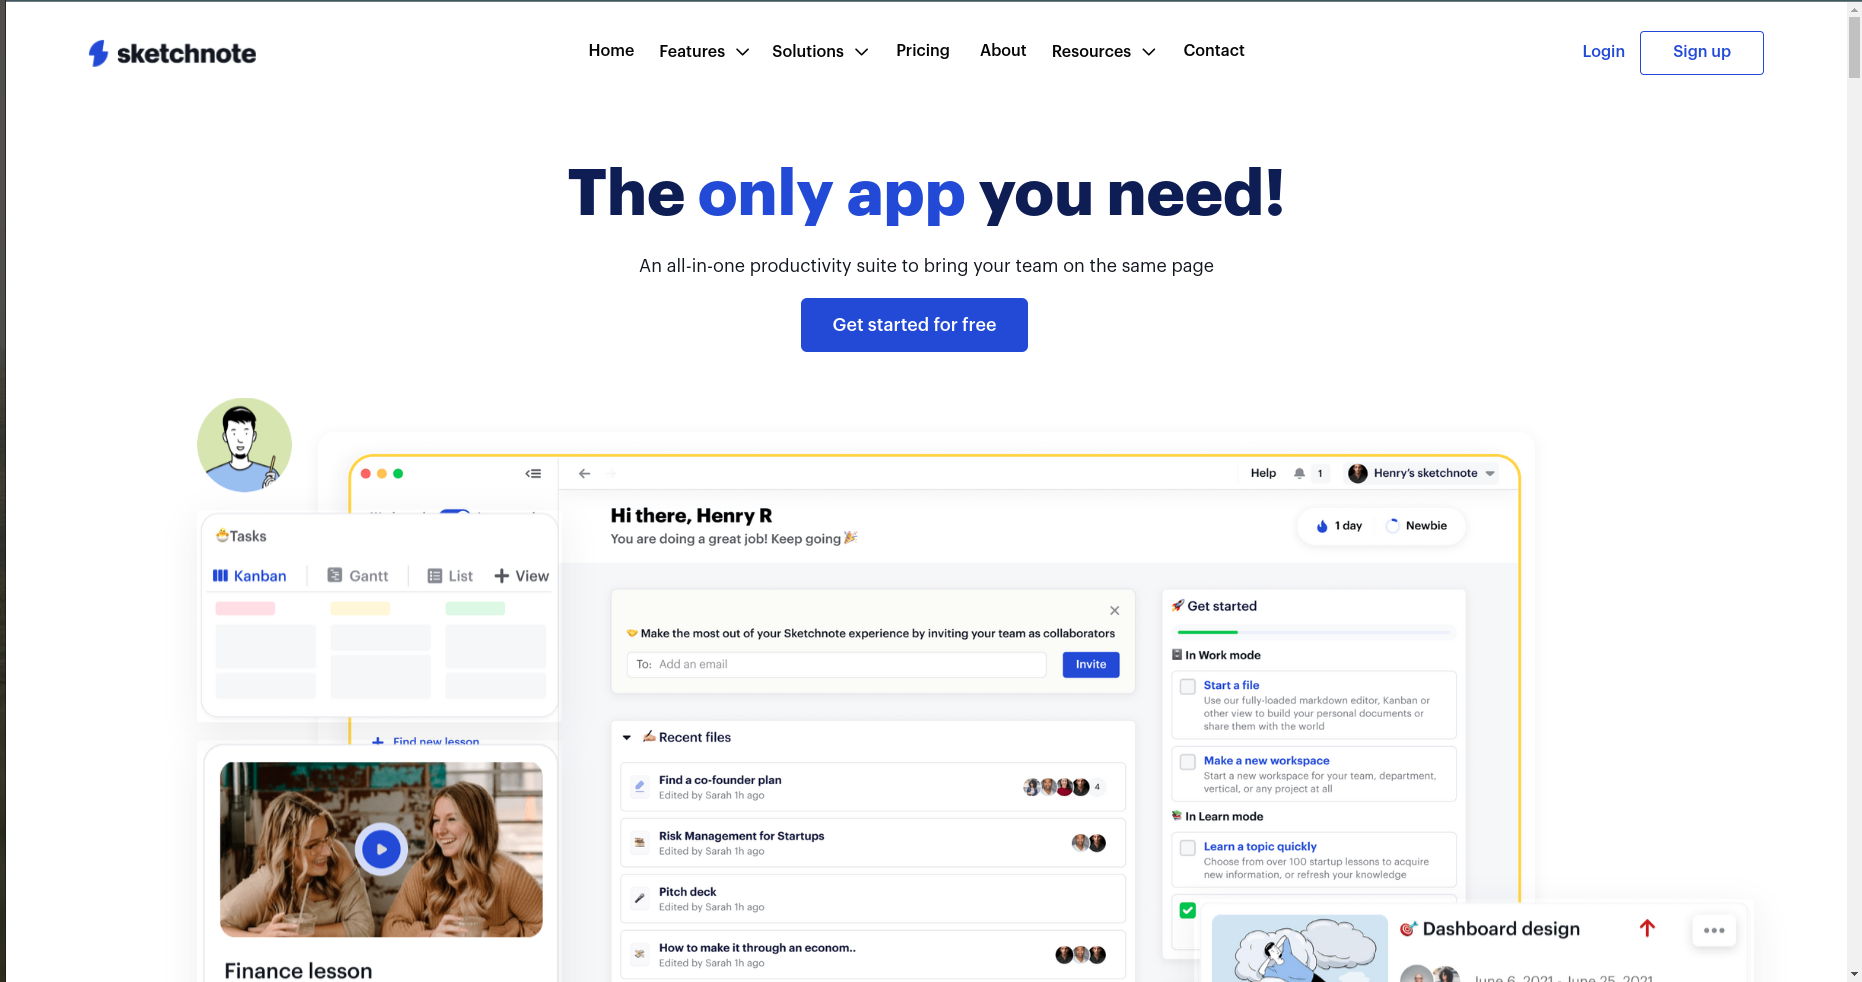 sketchnote
Home Features Solutions Pricing About Resources Contact
Login Sign up
The only app you need!
An all-in-one productivity suite to bring your team on the same page
Get started for free
Help 1 Henry's sketchnote
Hi there, Henry R
You are doing a great job! Keep going
1 day Newbie
Tasks
Kanban Gantt List + View
Make the most out of your Sketchnote experience by inviting your team as collaborators
To: Add an email Invite
Find new lesson
Finance lesson
Recent files
Find a co-founder plan
Edited by Sarah 1h ago
4
Risk Management for Startups
Edited by Sarah 1h ago
Pitch deck
Edited by Sarah 1h ago
How to make it through an econom..
Edited by Sarah 1h ago
Get started
In Work mode
Start a file
Use our fully-loaded markdown editor, Kanban or
other view to build your personal documents or
share them with the world
Make a new workspace
Start a new workspace for your team, department,
vertical, or any project at all
In Learn mode
Learn a topic quickly
Choose from over 100 startup lessons to acquire
new information, or refresh your knowledge
Dashboard design
June 6, 2021 - June 25, 2021